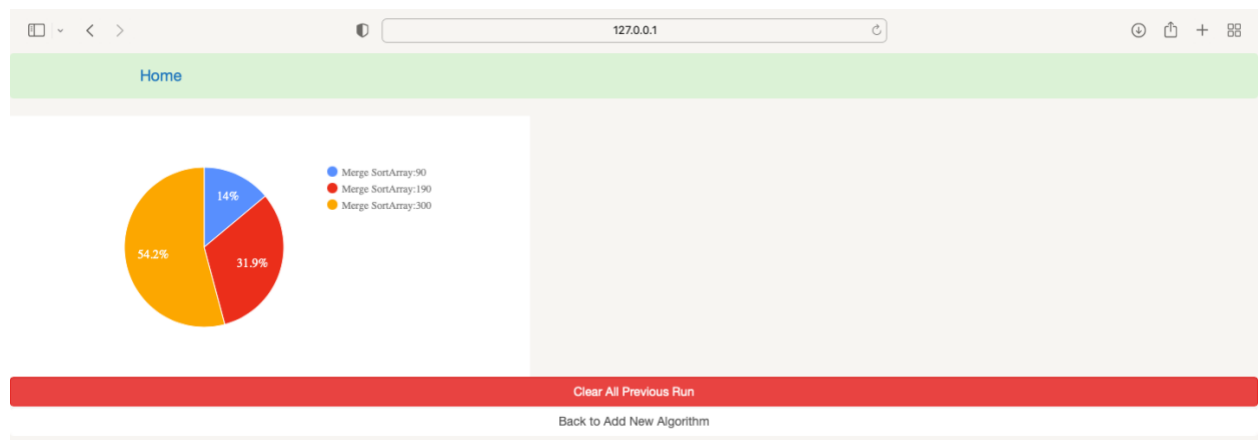 127.0.0.1
Home
Merge SortArray:90
Merge SortArray:190
Merge SortArray:300
14%
54.2%
31.9%
Clear All Previous Run
Back to Add New Algorithm